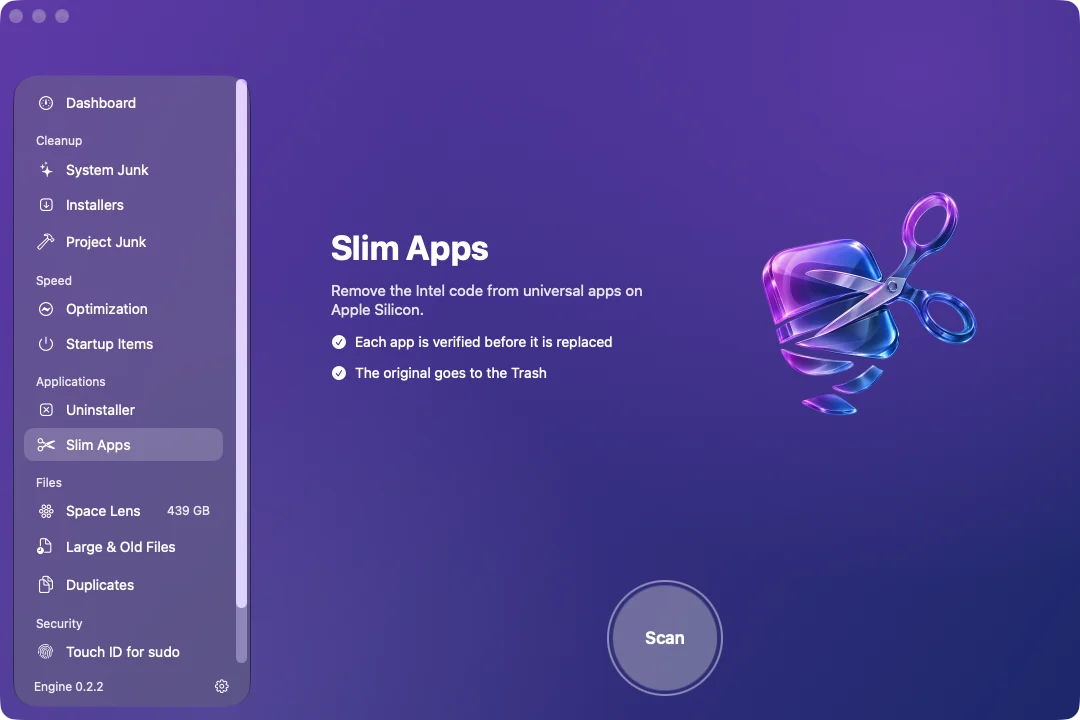 Dashboard
Cleanup
System Junk
Installers
Project Junk
Speed
Optimization
Startup Items
Applications
Uninstaller
Slim Apps
Files
Space Lens 439 GB
Large & Old Files
Duplicates
Security
Touch ID for sudo
Engine 0.2.2
Slim Apps
Remove the Intel code from universal apps on
Apple Silicon.
Each app is verified before it is replaced
The original goes to the Trash
Scan